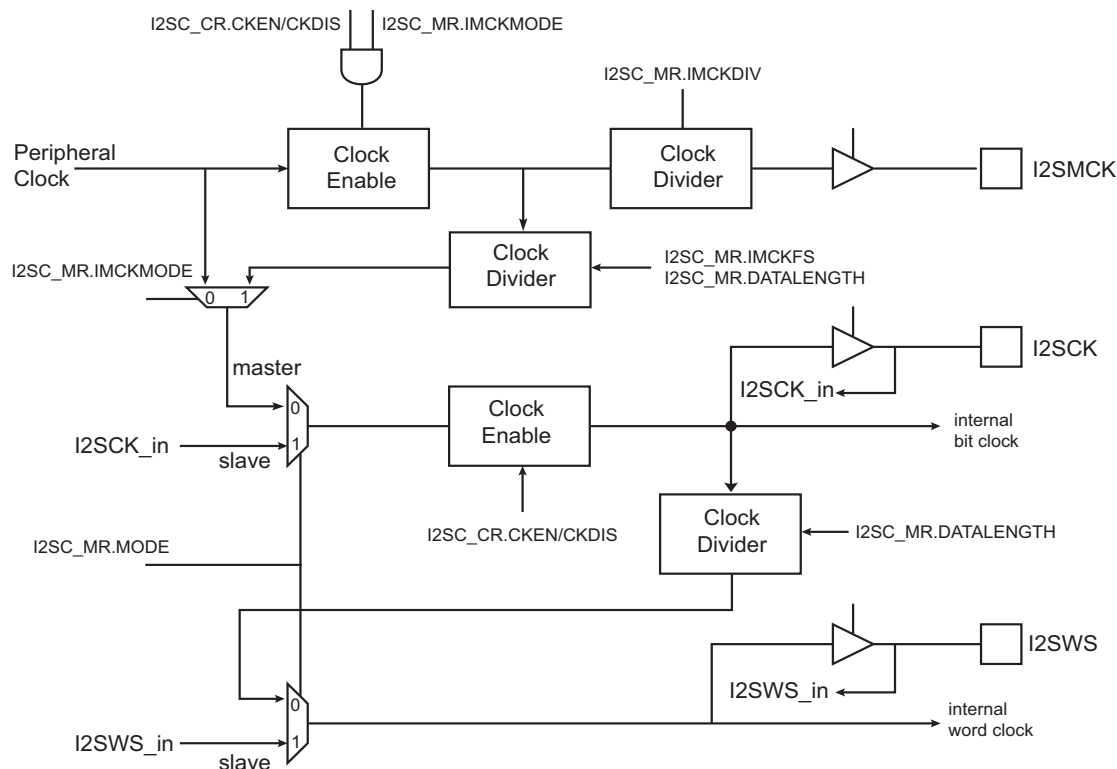 I2SC_CR.CKEN/CKDIS
I2SC_MR.IMCKMODE
I2SC_MR.IMCKDIV
Peripheral
Clock
Clock
Enable
Clock
Divider
I2SMCK
I2SC_MR.IMCKMODE
0 1
Clock
Divider
I2SC_MR.IMCKFS
I2SC_MR.DATALENGTH
I2SCK
master
I2SCK_in
0
1
I2SCK_in
slave
Clock
Enable
internal
bit clock
I2SC_CR.CKEN/CKDIS
Clock
Divider
I2SC_MR.DATALENGTH
I2SC_MR.MODE
I2SWS
I2SWS_in
0
1
I2SWS_in
slave
internal
word clock